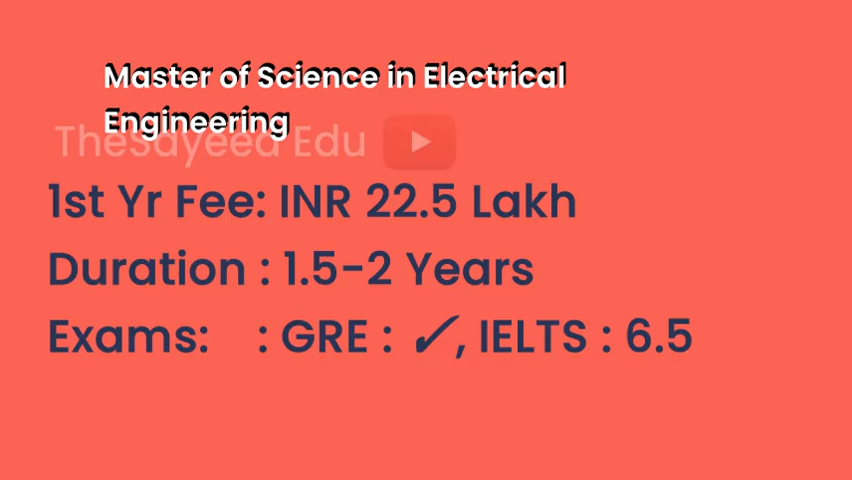 Master of Science in Electrical
Engineering
TheSayeed Edu
1st Yr Fee: INR 22.5 Lakh
Duration : 1.5-2 Years
Exams: : GRE : ✓, IELTS : 6.5